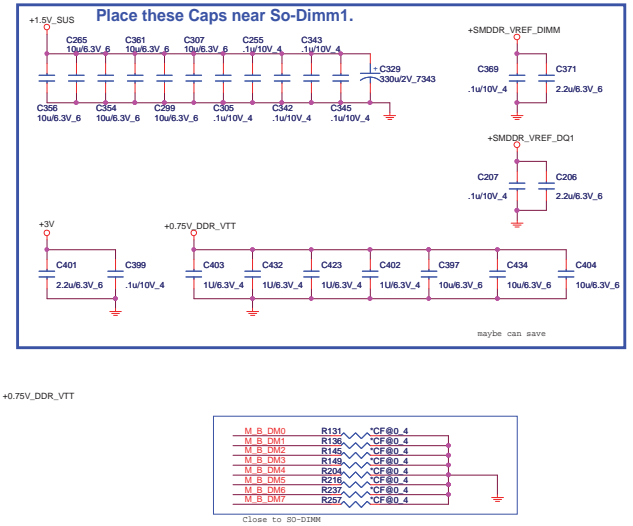 Place these Caps near So-Dimm1.
+1.5V_SUS
+SMDDR_VREF_DIMM
C265 C361 C307 C255 C343
10u/6.3V_6 10u/6.3V_6 10u/6.3V_6 .1u/10V_4 .1u/10V_4
+ C329
330u/2V_7343
C369 C371
.1u/10V_4 2.2u/6.3V_6
C356 C354 C299 C305 C342 C345
10u/6.3V_6 10u/6.3V_6 10u/6.3V_6 .1u/10V_4 .1u/10V_4 .1u/10V_4
+SMDDR_VREF_DQ1
C207 C206
.1u/10V_4 2.2u/6.3V_6
+3V +0.75V_DDR_VTT
C401 C399 C403 C432 C423 C402 C397 C434 C404
2.2u/6.3V_6 .1u/10V_4 1U/6.3V_4 1U/6.3V_4 1U/6.3V_4 1U/6.3V_4 10u/6.3V_6 10u/6.3V_6 10u/6.3V_6
maybe can save
+0.75V_DDR_VTT
M_B_DM0 R131 *CF@0_4
M_B_DM1 R136 *CF@0_4
M_B_DM2 R145 *CF@0_4
M_B_DM3 R149 *CF@0_4
M_B_DM4 R204 *CF@0_4
M_B_DM5 R216 *CF@0_4
M_B_DM6 R237 *CF@0_4
M_B_DM7 R257 *CF@0_4
Close to SO-DIMM